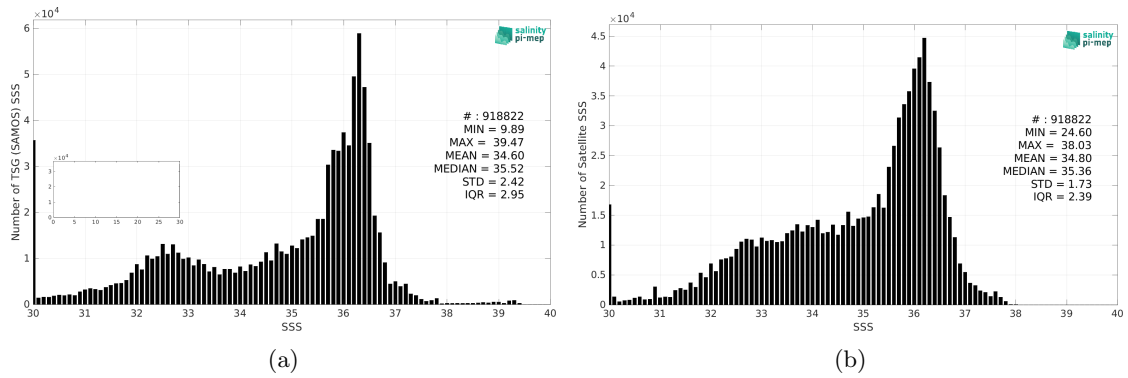 ×10⁴
6
5
4
3
2
1
0
Number of TSG (SAMOS) SSS
salinity
pi-mep
# : 918822
MIN = 9.89
MAX = 39.47
MEAN = 34.60
MEDIAN = 35.52
STD = 2.42
IQR = 2.95
×10⁴
3
2
1
0
0 5 10 15 20 25 30
30 31 32 33 34 35 36 37 38 39 40
SSS
(a)
×10⁴
4.5
4
3.5
3
2.5
2
1.5
1
0.5
0
Number of Satellite SSS
salinity
pi-mep
# : 918822
MIN = 24.60
MAX = 38.03
MEAN = 34.80
MEDIAN = 35.36
STD = 1.73
IQR = 2.39
30 31 32 33 34 35 36 37 38 39 40
SSS
(b)